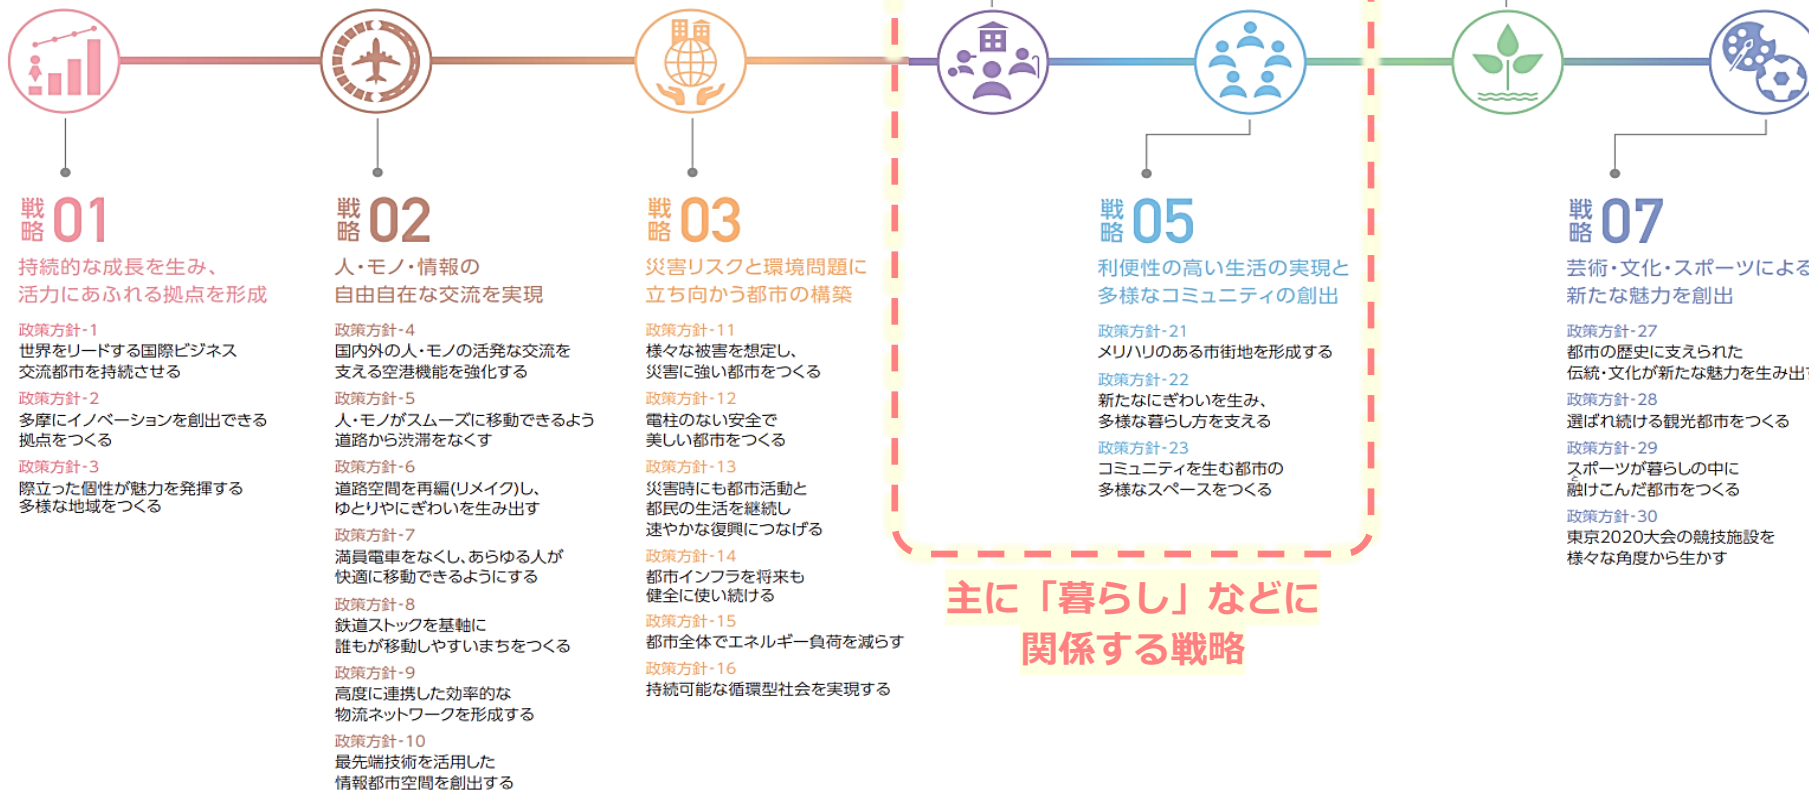 戦略 01
持続的な成長を生み、
活力にあふれる拠点を形成
政策方針-1
世界をリードする国際ビジネス
交流都市を持続させる
政策方針-2
多摩にイノベーションを創出できる
拠点をつくる
政策方針-3
際立った個性が魅力を発揮する
多様な地域をつくる
戦略 02
人・モノ・情報の
自由自在な交流を実現
政策方針-4
国内外の人・モノの活発な交流を
支える空港機能を強化する
政策方針-5
人・モノがスムーズに移動できるよう
道路から渋滞をなくす
政策方針-6
道路空間を再編(リメイク)し、
ゆとりやにぎわいを生み出す
政策方針-7
満員電車をなくし、あらゆる人が
快適に移動できるようにする
政策方針-8
鉄道ストックを基軸に
誰もが移動しやすいまちをつくる
政策方針-9
高度に連携した効率的な
物流ネットワークを形成する
政策方針-10
最先端技術を活用した
情報都市空間を創出する
戦略 03
災害リスクと環境問題に
立ち向かう都市の構築
政策方針-11
様々な被害を想定し、
災害に強い都市をつくる
政策方針-12
電柱のない安全で
美しい都市をつくる
政策方針-13
災害時にも都市活動と
都民の生活を継続し
速やかな復興につなげる
政策方針-14
都市インフラを将来も
健全に使い続ける
政策方針-15
都市全体でエネルギー負荷を減らす
政策方針-16
持続可能な循環型社会を実現する
戦略 05
利便性の高い生活の実現と
多様なコミュニティの創出
政策方針-21
メリハリのある市街地を形成する
政策方針-22
新たなにぎわいを生み、
多様な暮らし方を支える
政策方針-23
コミュニティを生む都市の
多様なスペースをつくる
主に「暮らし」などに
関係する戦略
戦略 07
芸術・文化・スポーツによる
新たな魅力を創出
政策方針-27
都市の歴史に支えられた
伝統・文化が新たな魅力を生み出す
政策方針-28
選ばれ続ける観光都市をつくる
政策方針-29
スポーツが暮らしの中に
と
融けこんだ都市をつくる
政策方針-30
東京2020大会の競技施設を
様々な角度から生かす